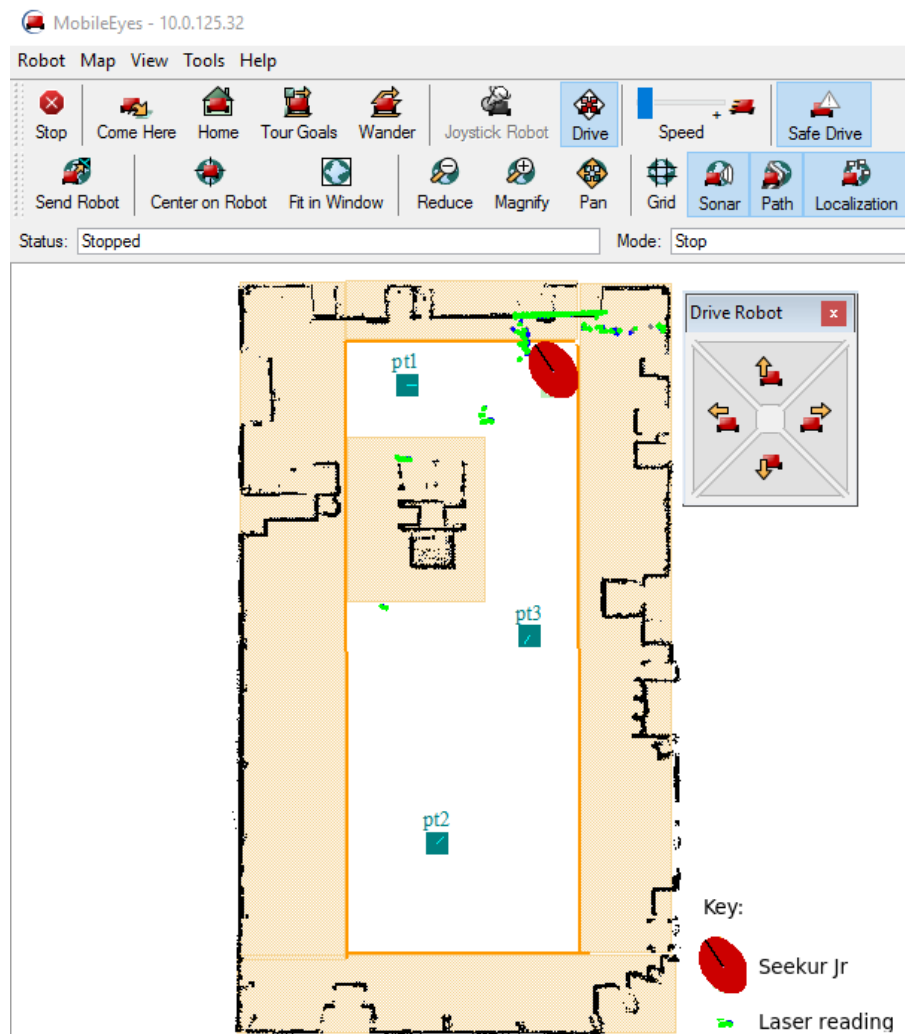 MobileEyes - 10.0.125.32
Robot Map View Tools Help
Stop Come Here Home Tour Goals Wander Joystick Robot Drive + Speed Safe Drive
Send Robot Center on Robot Fit in Window Reduce Magnify Pan Grid Sonar Path Localization
Status: Stopped Mode: Stop
Drive Robot x
pt1
pt3
pt2
Key:
Seekur Jr
Laser reading